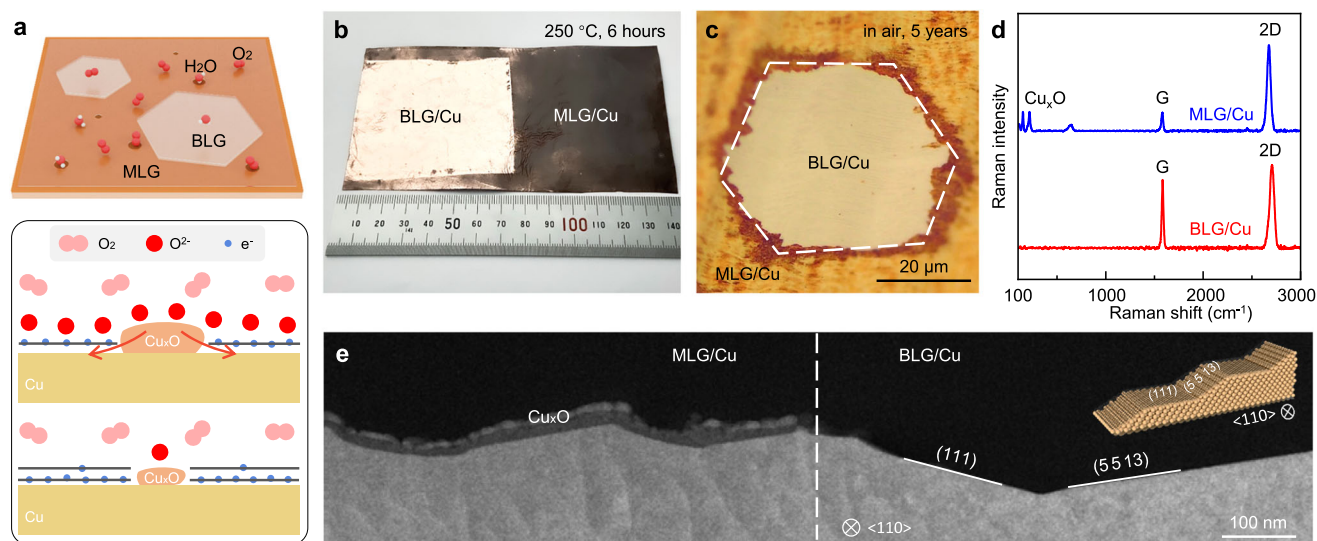 a
O2
H2O
BLG
MLG
O2 O2- e-
CuxO
Cu
CuxO
Cu
b
250 °C, 6 hours
BLG/Cu
MLG/Cu
10 20 30 40 50 60 70 80 90 100 110 120 130 140
c
in air, 5 years
BLG/Cu
MLG/Cu
20 μm
d
2D
CuxO
G
MLG/Cu
2D
G
BLG/Cu
Raman intensity
100 1000 2000 3000
Raman shift (cm-1)
e
MLG/Cu
BLG/Cu
(111)
(5 5 13)
<110>
CuxO
(111)
(5 5 13)
<110>
100 nm